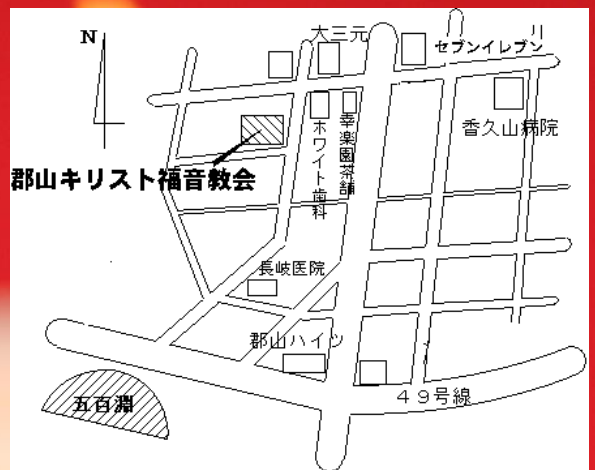 N
大三元
川
セブンイレブン
香久山病院
幸楽園茶舗
ホワイト歯科
郡山キリスト福音教会
長岐医院
郡山ハイツ
49号線
五百淵